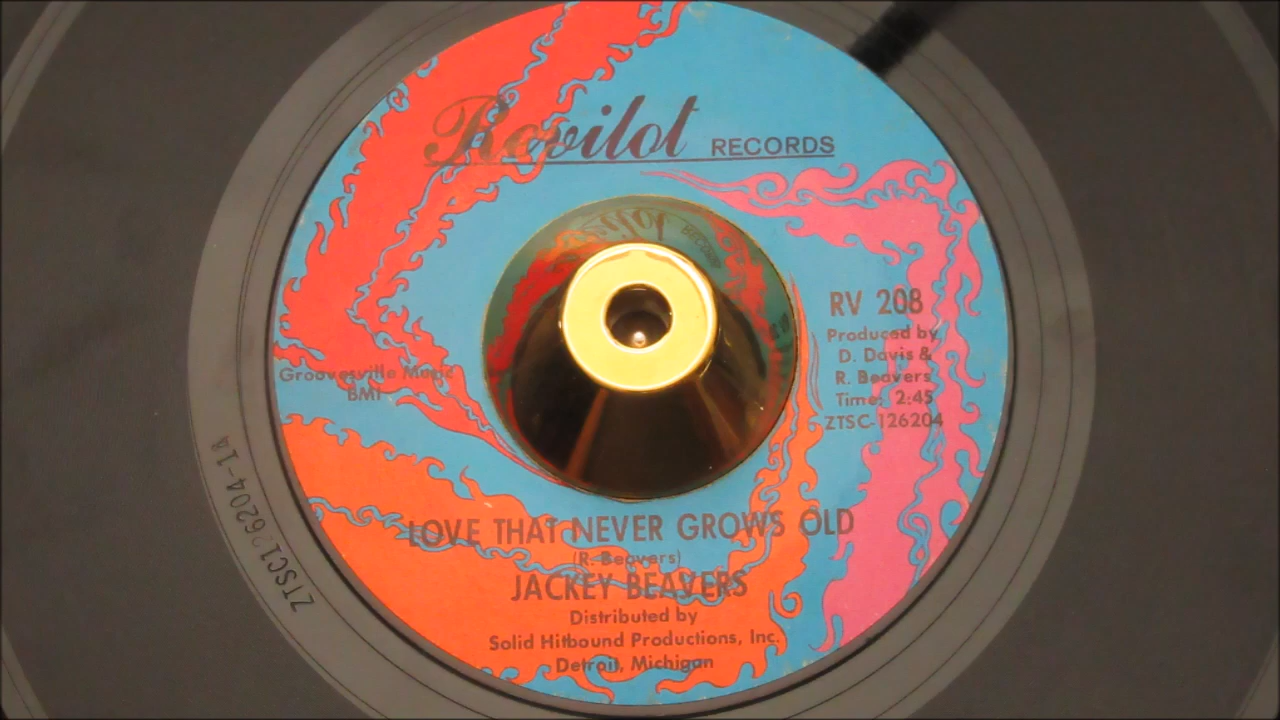 Revilot RECORDS
RV 208
Produced by
D. Davis &
R. Beavers
Time: 2:45
ZTSC-126204
Groovesville Music
BMI
LOVE THAT NEVER GROWS OLD
(R. Beavers)
JACKEY BEAVERS
Distributed by
Solid Hitbound Productions, Inc.
Detroit, Michigan
ZTSC126204-1A